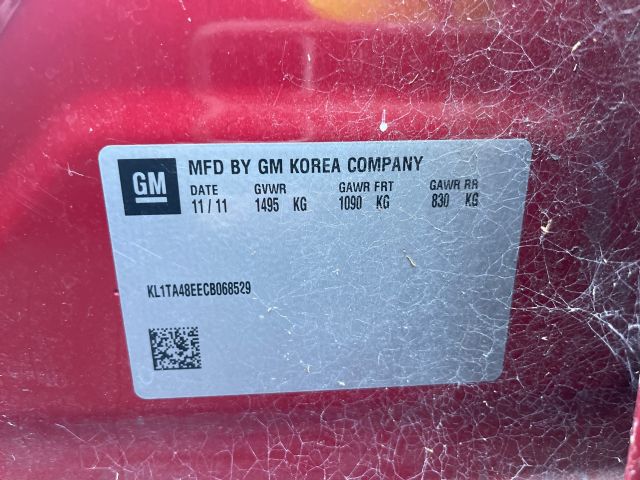 GM
MFD BY GM KOREA COMPANY
DATE GVWR GAWR FRT GAWR RR
11 / 11 1495 KG 1090 KG 830 KG
KL1TA48EECB068529